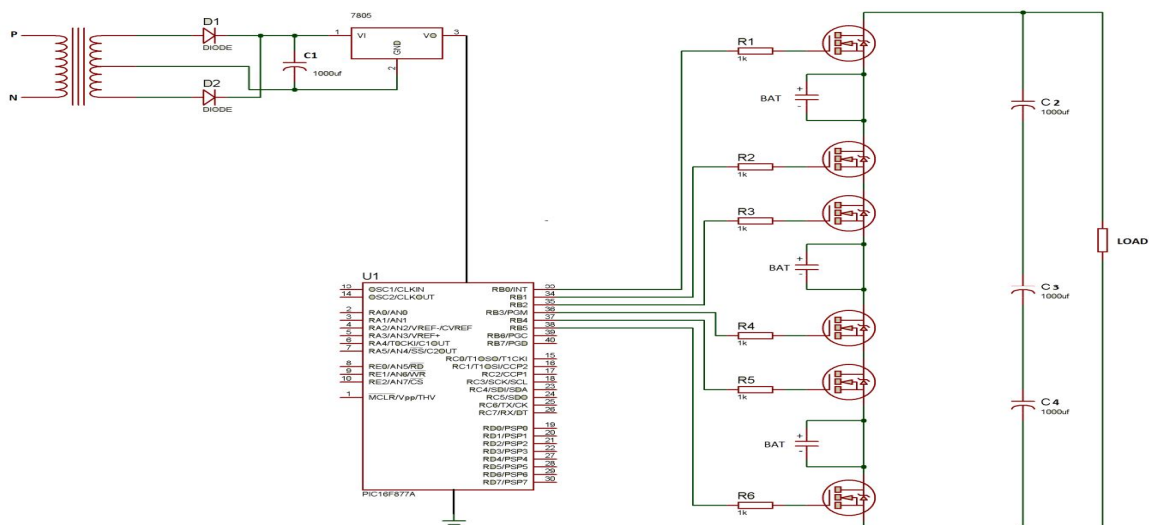 P
N
D1
DIODE
D2
DIODE
C1
1000uf
7805
1
VI
VO
3
GND
2
R1
1k
BAT
+
-
R2
1k
R3
1k
BAT
+
-
R4
1k
R5
1k
BAT
+
-
R6
1k
C2
1000uf
C3
1000uf
C4
1000uf
LOAD
U1
13 OSC1/CLKIN
14 OSC2/CLKOUT
2 RA0/AN0
3 RA1/AN1
4 RA2/AN2/VREF-/CVREF
5 RA3/AN3/VREF+
6 RA4/T0CKI/C1OUT
7 RA5/AN4/SS/C2OUT
8 RE0/AN5/RD
9 RE1/AN6/WR
10 RE2/AN7/CS
1 MCLR/Vpp/THV
RB0/INT 33
RB1 34
RB2 35
RB3/PGM 36
RB4 37
RB5 38
RB6/PGC 39
RB7/PGD 40
RC0/T1OSO/T1CKI 15
RC1/T1OSI/CCP2 16
RC2/CCP1 17
RC3/SCK/SCL 18
RC4/SDI/SDA 23
RC5/SDO 24
RC6/TX/CK 25
RC7/RX/DT 26
RD0/PSP0 19
RD1/PSP1 20
RD2/PSP2 21
RD3/PSP3 22
RD4/PSP4 27
RD5/PSP5 28
RD6/PSP6 29
RD7/PSP7 30
PIC16F877A